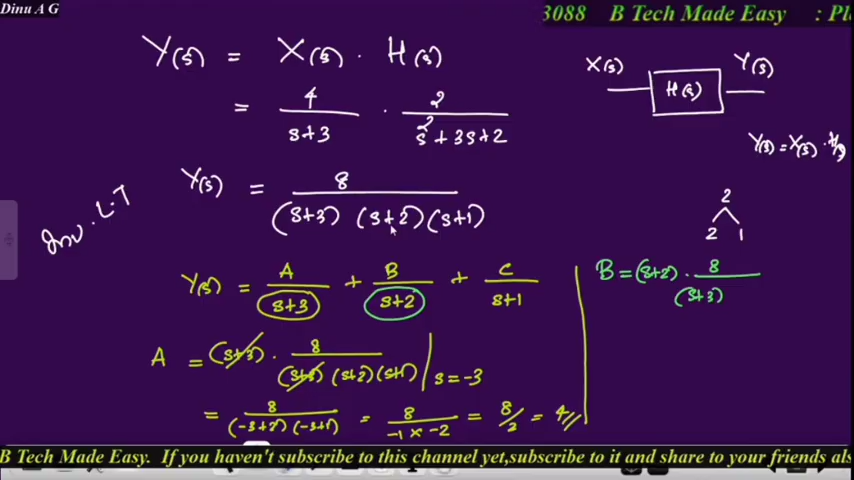 Dinu A G
3088 B Tech Made Easy : Pl
Y(s) = X(s) · H(s)
= 4/(s+3) · 2/(s²+3s+2)
X(s) H(s) Y(s)
Y(s) = X(s) · H(s)
Inv. L.T
Y(s) = 8/((s+3) (s+2)(s+1))
2
2 1
Y(s) = A/(s+3) + B/(s+2) + C/(s+1)
A = (s+3) · 8/((s+3) (s+2)(s+1)) | s = -3
= 8/((-3+2) (-3+1)) = 8/(-1 × -2) = 8/2 = 4//
B = (s+2) · 8/(s+3)
B Tech Made Easy. If you haven't subscribe to this channel yet,subscribe to it and share to your friends als